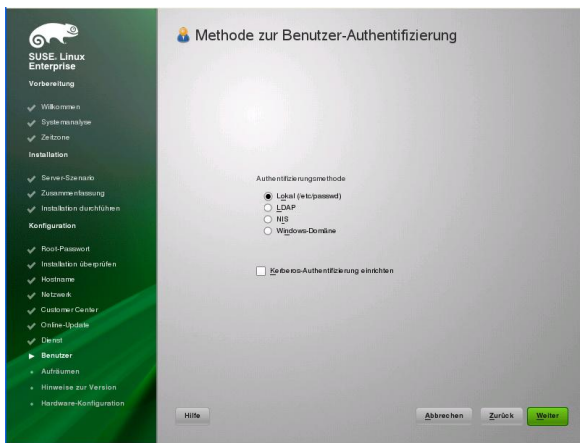 SUSE. Linux
Enterprise
Vorbereitung
Willkommen
Systemanalyse
Zeitzone
Installation
Server-Szenario
Zusammenfassung
Installation durchführen
Konfiguration
Root-Passwort
Installation überprüfen
Hostname
Netzwerk
Customer Center
Online-Update
Dienst
Benutzer
Aufräumen
Hinweise zur Version
Hardware-Konfiguration
Methode zur Benutzer-Authentifizierung
Authentifizierungsmethode
Lokal (/etc/passwd)
LDAP
NIS
Windows-Domäne
Kerberos-Authentifizierung einrichten
Hilfe
Abbrechen
Zurück
Weiter